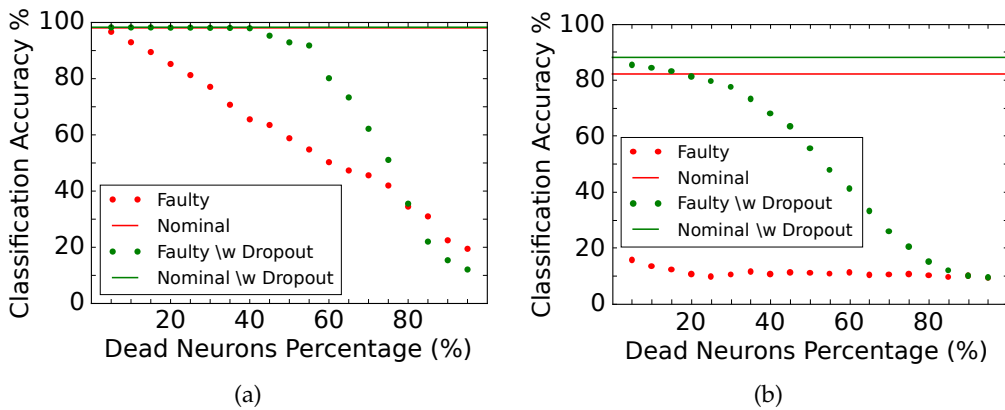 100
80
60
40
20
0
Classification Accuracy %
Faulty
Nominal
Faulty \w Dropout
Nominal \w Dropout
20 40 60 80
Dead Neurons Percentage (%)
(a)
100
80
60
40
20
0
Classification Accuracy %
Faulty
Nominal
Faulty \w Dropout
Nominal \w Dropout
20 40 60 80
Dead Neurons Percentage (%)
(b)